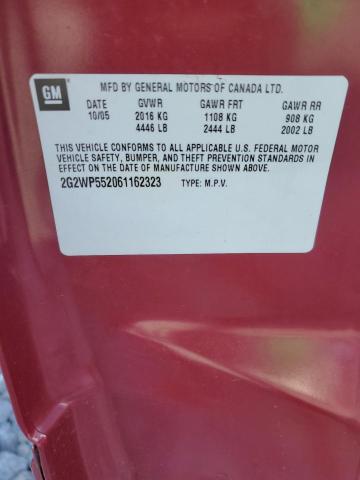 GM
MFD BY GENERAL MOTORS OF CANADA LTD.
DATE GVWR GAWR FRT GAWR RR
10/05 2016 KG 1108 KG 908 KG
4446 LB 2444 LB 2002 LB
THIS VEHICLE CONFORMS TO ALL APPLICABLE U.S. FEDERAL MOTOR
VEHICLE SAFETY, BUMPER, AND THEFT PREVENTION STANDARDS IN
EFFECT ON THE DATE OF MANUFACTURE SHOWN ABOVE.
2G2WP552061162323 TYPE: M.P.V.